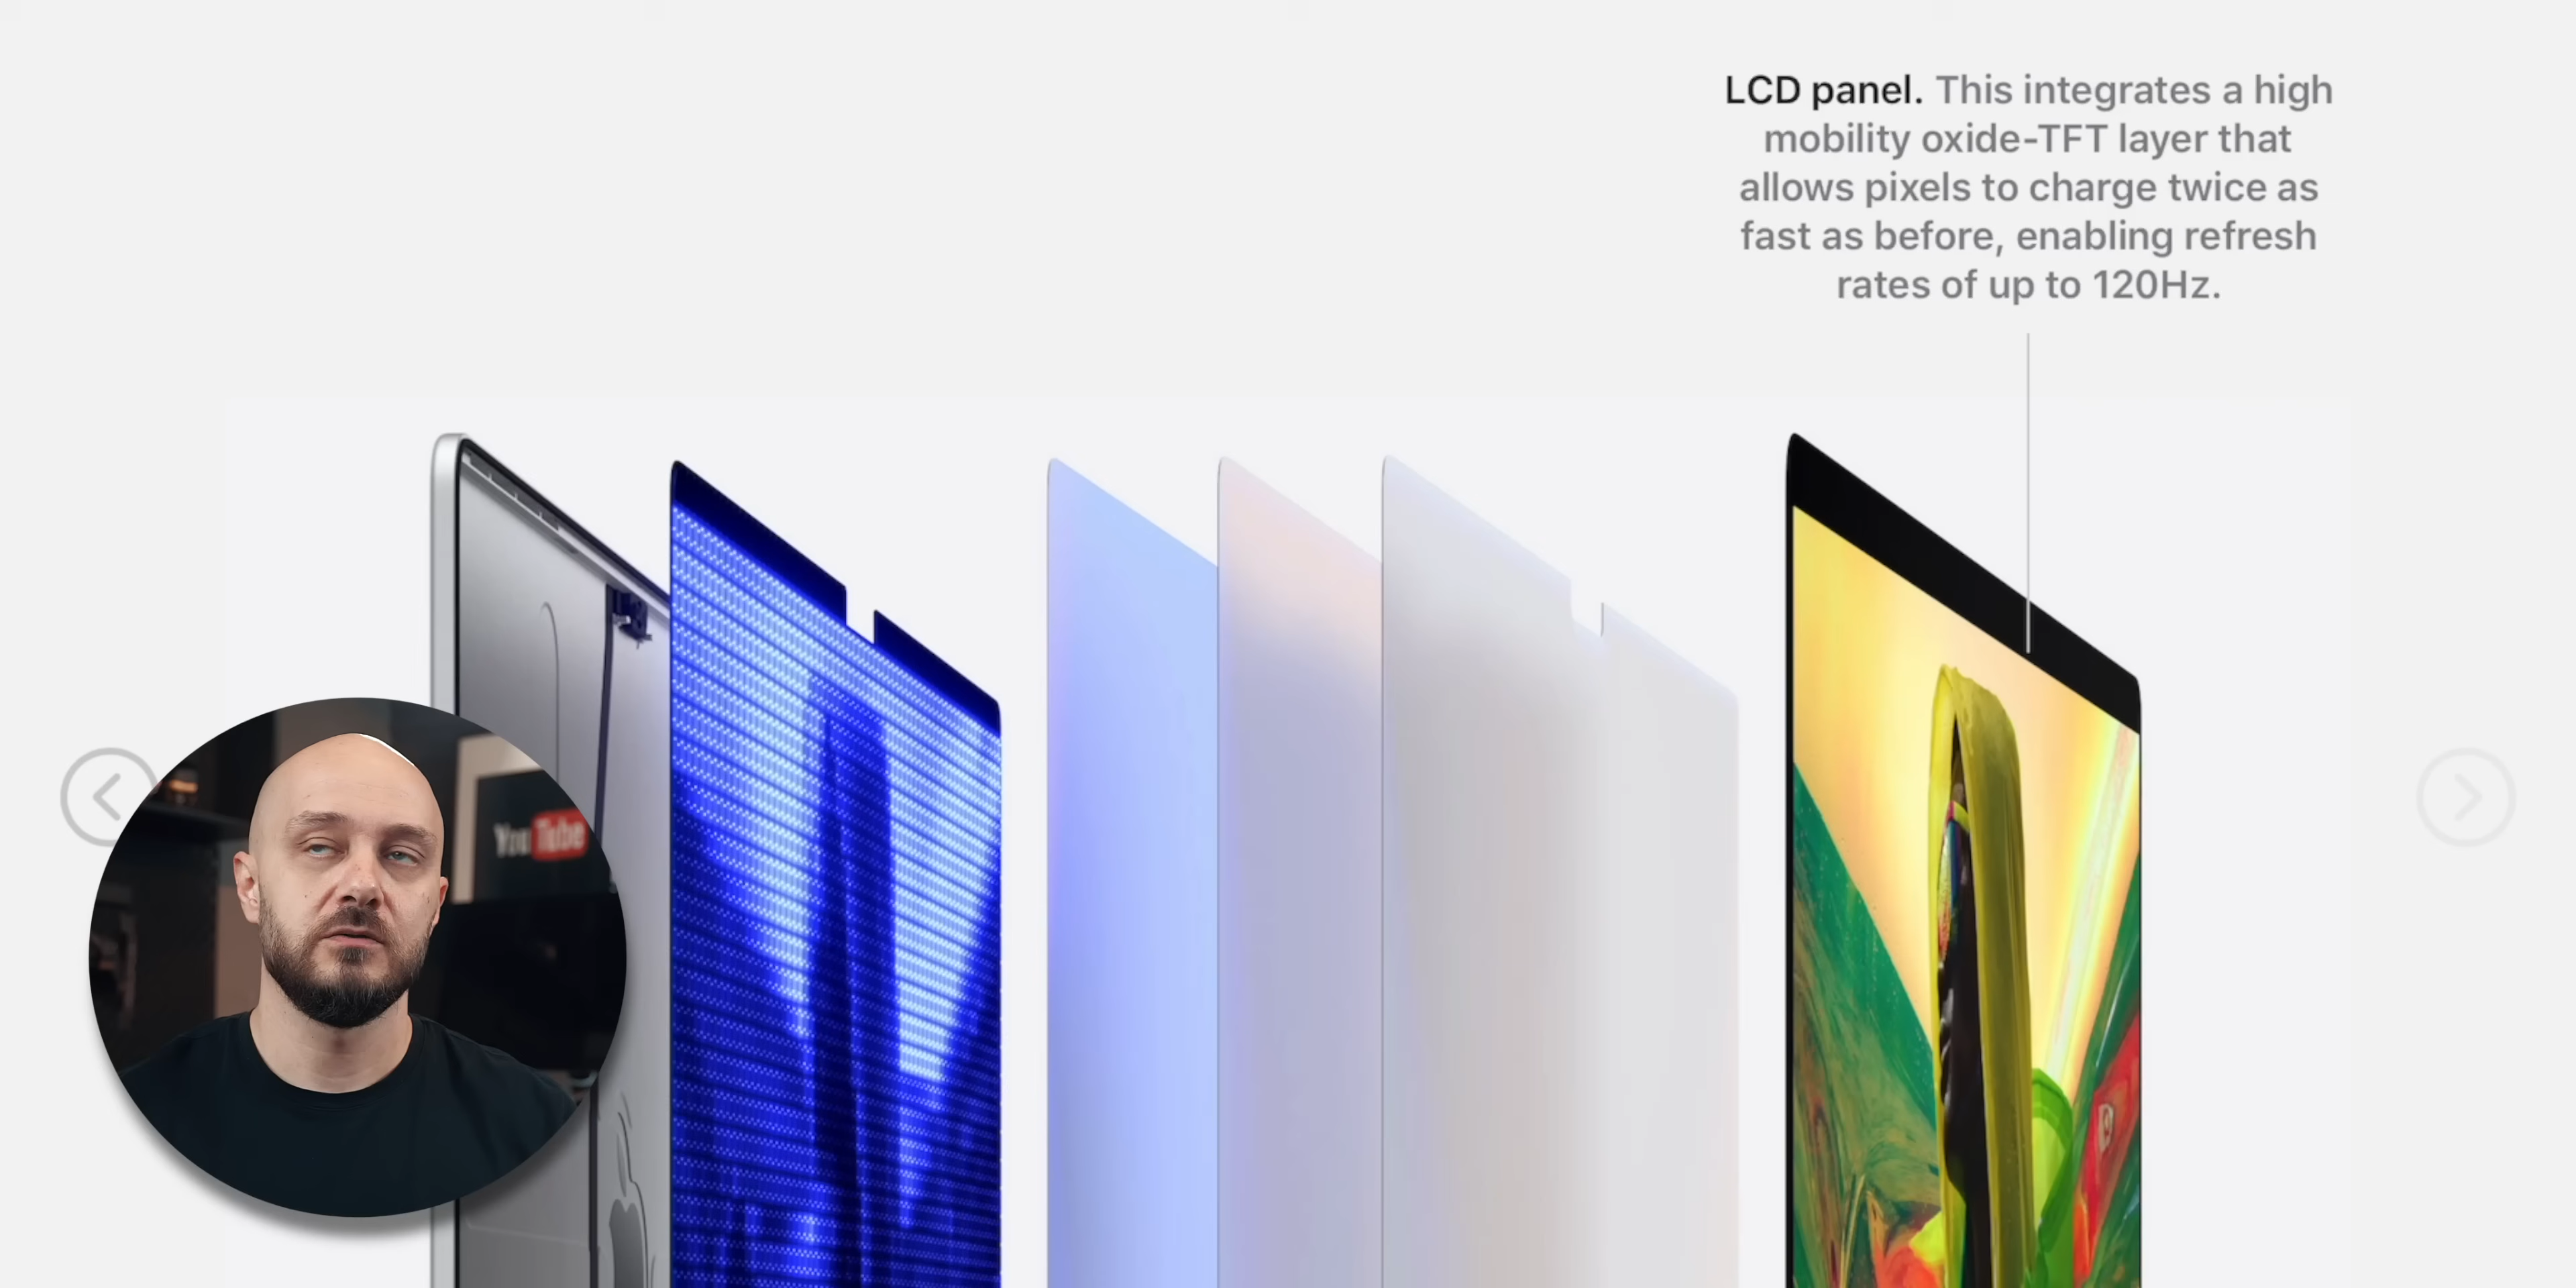 LCD panel. This integrates a high
mobility oxide-TFT layer that
allows pixels to charge twice as
fast as before, enabling refresh
rates of up to 120Hz.
YouTube